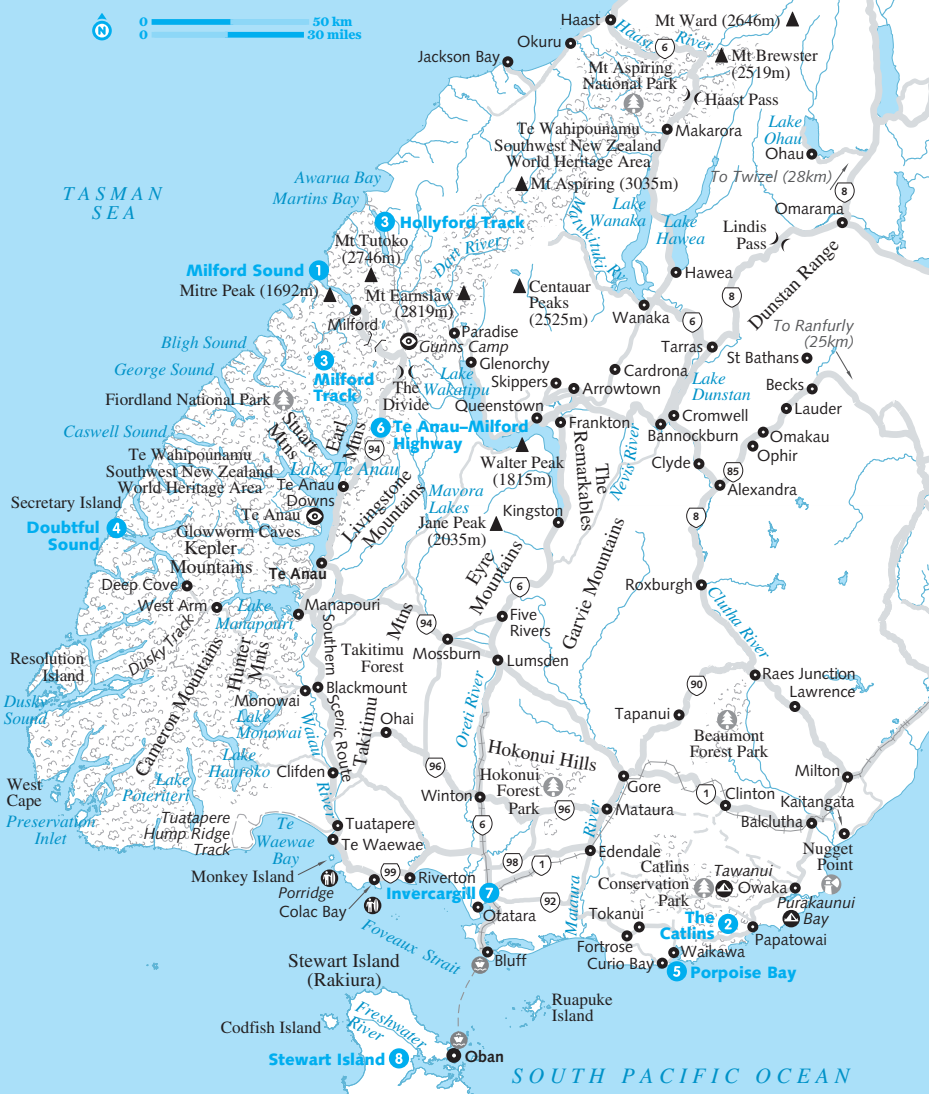 N
0
50 km
0
30 miles
Haast
Mt Ward (2646m)
Okuru
Haast
River
6
Jackson Bay
Mt Brewster
(2519m)
Mt Aspiring
National Park
Haast Pass
Te Wahipounamu
Southwest New Zealand
World Heritage Area
Makarora
Lake
Ohau
Ohau
To Twizel (28km)
8
Awarua Bay
Martins Bay
Mt Aspiring (3035m)
TASMAN
SEA
Matukituki
Ry
Lake
Wanaka
Lake
Hawea
Omarama
3 Hollyford Track
Lindis
Pass
Mt Tutoko
(2746m)
Dart River
Milford Sound 1
Mitre Peak (1692m)
Mt Earnslaw
(2819m)
Centauar
Peaks
(2525m)
Hawea
8
Dunstan Range
Milford
Wanaka
6
Paradise
Gunns Camp
Tarras
To Ranfurly
(25km)
Bligh Sound
George Sound
3
Milford
Track
Glenorchy
Lake
Wakatipu
The
Divide
Skippers
Cardrona
Arrowtown
St Bathans
Lake
Dunstan
Becks
Fiordland National Park
Stuart
Mtns
Earl
Mtns
Queenstown
Frankton
Cromwell
Bannockburn
Lauder
Caswell Sound
6 Te Anau–Milford
Highway
94
Omakau
Ophir
Te Wahipounamu
Southwest New Zealand
World Heritage Area
Lake Te Anau
Te Anau
Downs
Walter Peak
(1815m)
The
Remarkables
Nevis River
Clyde
85
Alexandra
Secretary Island
Te Anau
Glowworm Caves
Livingstone
Mountains
Mavora
Lakes
Jane Peak
(2035m)
Kingston
8
Doubtful
Sound 4
Kepler
Mountains
Te Anau
Eyre
Mountains
Garvie Mountains
Deep Cove
Roxburgh
Clutha River
West Arm
Lake
Manapouri
Manapouri
6
Five
Rivers
94
Mossburn
Dusky Track
Southern
Scenic Route
Takitimu
Forest
Takitimu
Mtns
Lumsden
Resolution
Island
Cameron Mountains
Hunter
Mnts
Blackmount
Monowai
Raes Junction
Lawrence
90
Dusky
Sound
Lake
Monowai
Waiau
River
Ohai
Oreti River
Tapanui
Beaumont
Forest Park
Lake
Hauroko
Clifden
96
Hokonui Hills
Hokonui
Forest
Park
Gore
Milton
West
Cape
Lake
Poteriteri
Winton
96
Mataura
1
Clinton
Kaitangata
Balclutha
Preservation
Inlet
Tuatapere
Hump Ridge
Track
Te
Waewae
Bay
Tuatapere
Te Waewae
6
98
1
Edendale
Mataura
River
Nugget
Point
Monkey Island
Catlins
Conservation
Park
Tawanui
Owaka
Porridge
99
Riverton
Invercargill 7
92
Purakaunui
Bay
Colac Bay
Otatara
Tokanui
The
Catlins 2
Papatowai
Foveaux Strait
Fortrose
Waikawa
Bluff
Curio Bay
5 Porpoise Bay
Stewart Island
(Rakiura)
Ruapuke
Island
Codfish Island
Freshwater
River
Stewart Island 8
Oban
SOUTH PACIFIC OCEAN